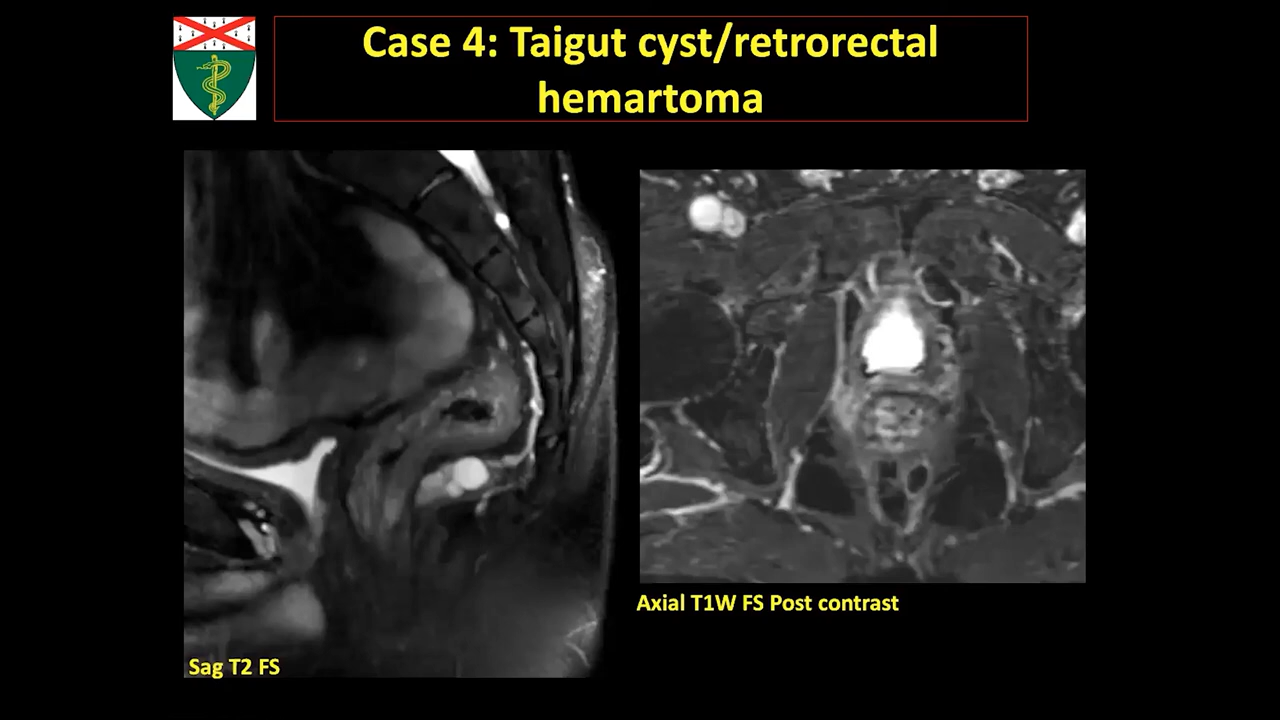 Case 4: Taigut cyst/retrorectal
hemartoma
Axial T1W FS Post contrast
Sag T2 FS